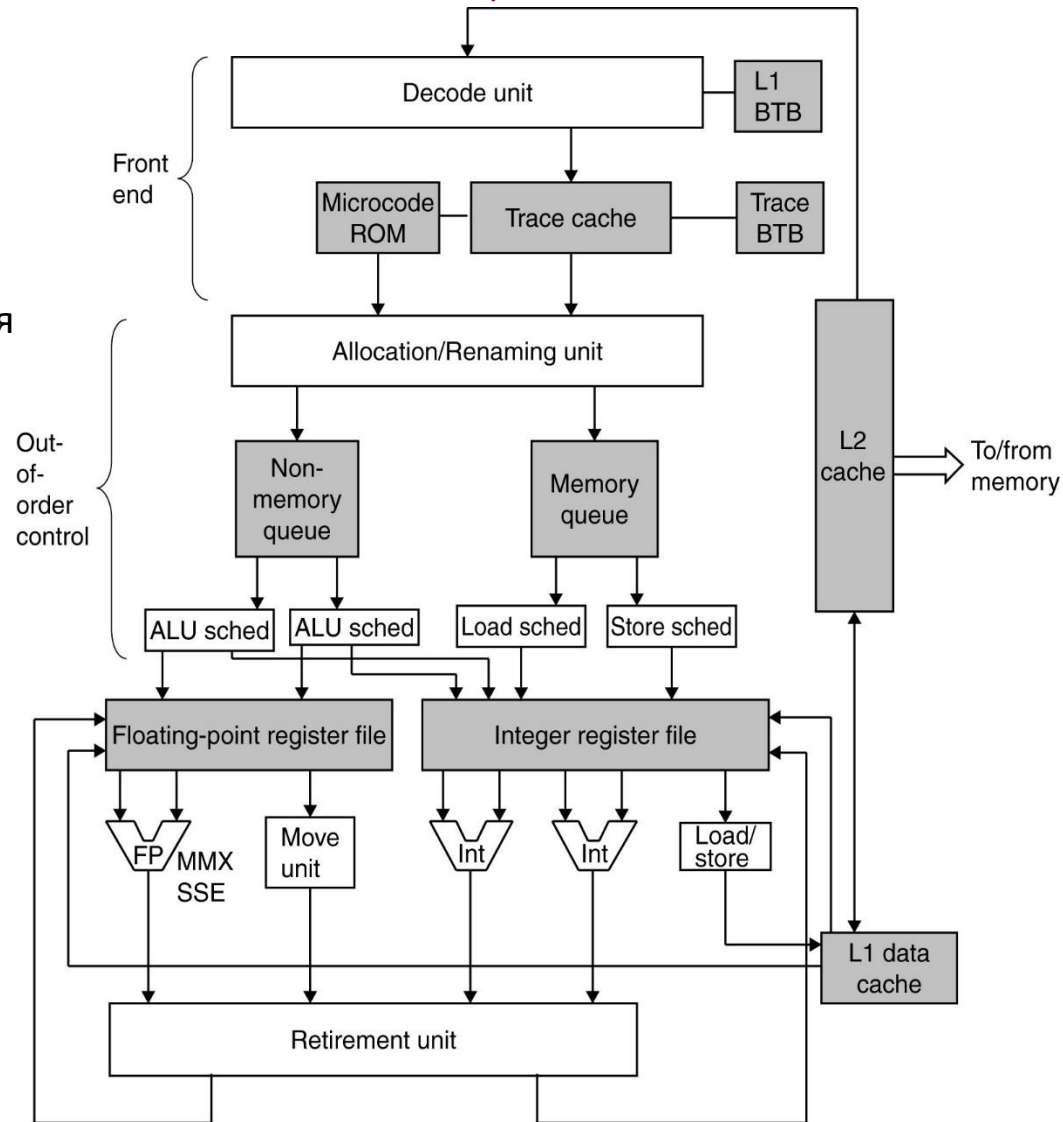 Decode unit
L1
BTB
Front
end
Microcode
ROM
Trace cache
Trace
BTB
я
Allocation/Renaming unit
Out-
of-
order
control
Non-
memory
queue
Memory
queue
L2
cache
To/from
memory
ALU sched
ALU sched
Load sched
Store sched
Floating-point register file
Integer register file
FP
MMX
SSE
Move
unit
Int
Int
Load/
store
L1 data
cache
Retirement unit